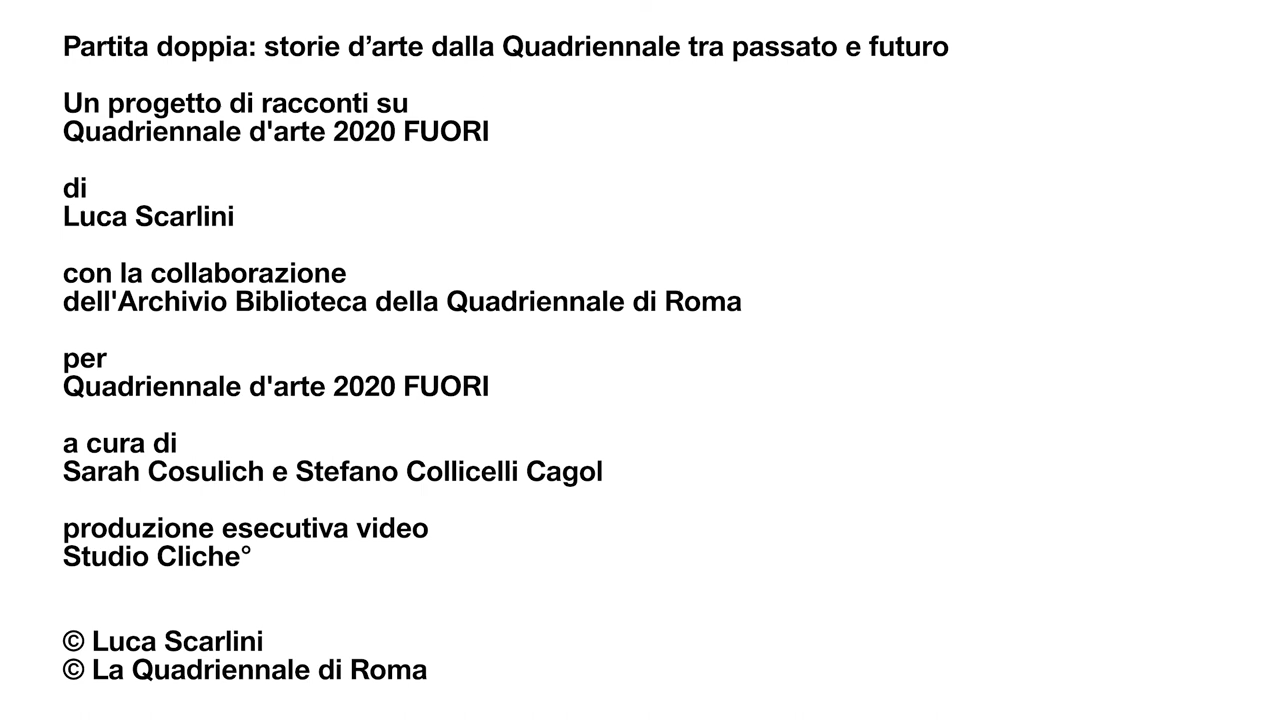 Partita doppia: storie d’arte dalla Quadriennale tra passato e futuro
Un progetto di racconti su
Quadriennale d'arte 2020 FUORI
di
Luca Scarlini
con la collaborazione
dell'Archivio Biblioteca della Quadriennale di Roma
per
Quadriennale d'arte 2020 FUORI
a cura di
Sarah Cosulich e Stefano Collicelli Cagol
produzione esecutiva video
Studio Cliche°
© Luca Scarlini
© La Quadriennale di Roma